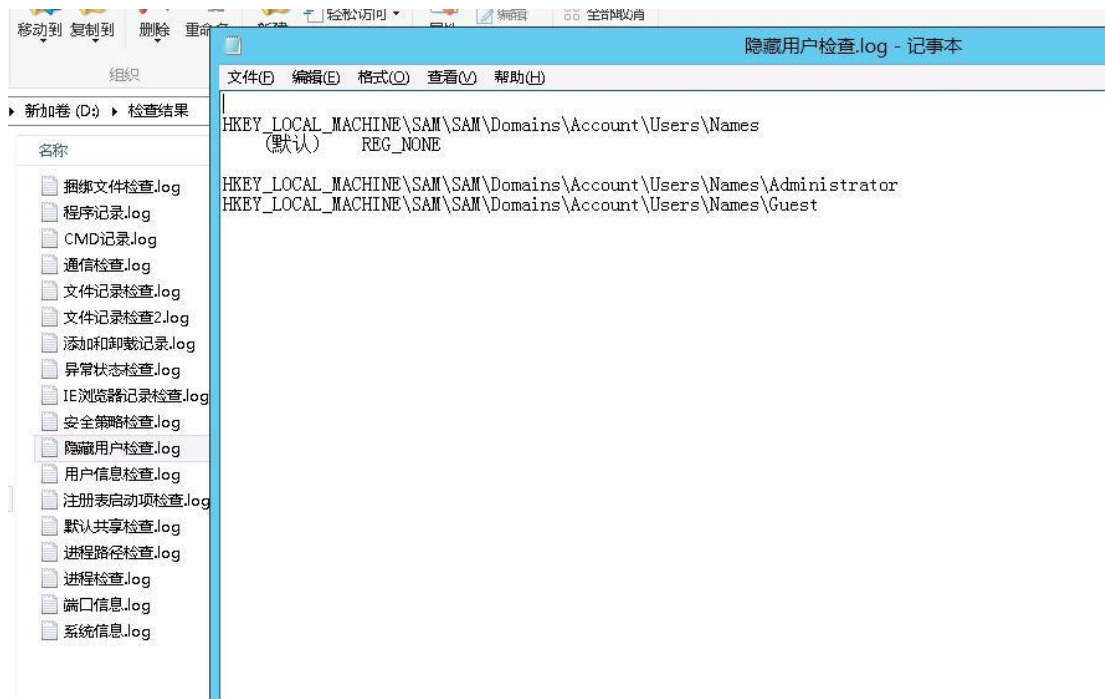 移动到 复制到 删除
轻松访问
编辑
全部取消
组织
隐藏用户检查.log - 记事本
文件(F) 编辑(E) 格式(O) 查看(V) 帮助(H)
新加卷 (D:) 检查结果
名称
HKEY_LOCAL_MACHINE\SAM\SAM\Domains\Account\Users\Names
(默认) REG_NONE
HKEY_LOCAL_MACHINE\SAM\SAM\Domains\Account\Users\Names\Administrator
HKEY_LOCAL_MACHINE\SAM\SAM\Domains\Account\Users\Names\Guest
捆绑文件检查.log
程序记录.log
CMD记录.log
通信检查.log
文件记录检查.log
文件记录检查2.log
添加和卸载记录.log
异常状态检查.log
IE浏览器记录检查.log
安全策略检查.log
隐藏用户检查.log
用户信息检查.log
注册表启动项检查.log
默认共享检查.log
进程路径检查.log
进程检查.log
端口信息.log
系统信息.log